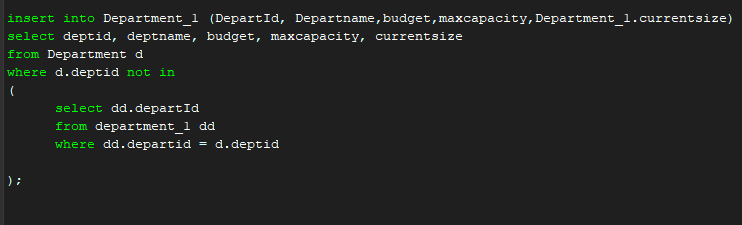 insert into Department_1 (DepartId, Departname,budget,maxcapacity,Department_1.currentsize)
select deptid, deptname, budget, maxcapacity, currentsize
from Department d
where d.deptid not in
(
select dd.departId
from department_1 dd
where dd.departid = d.deptid
);